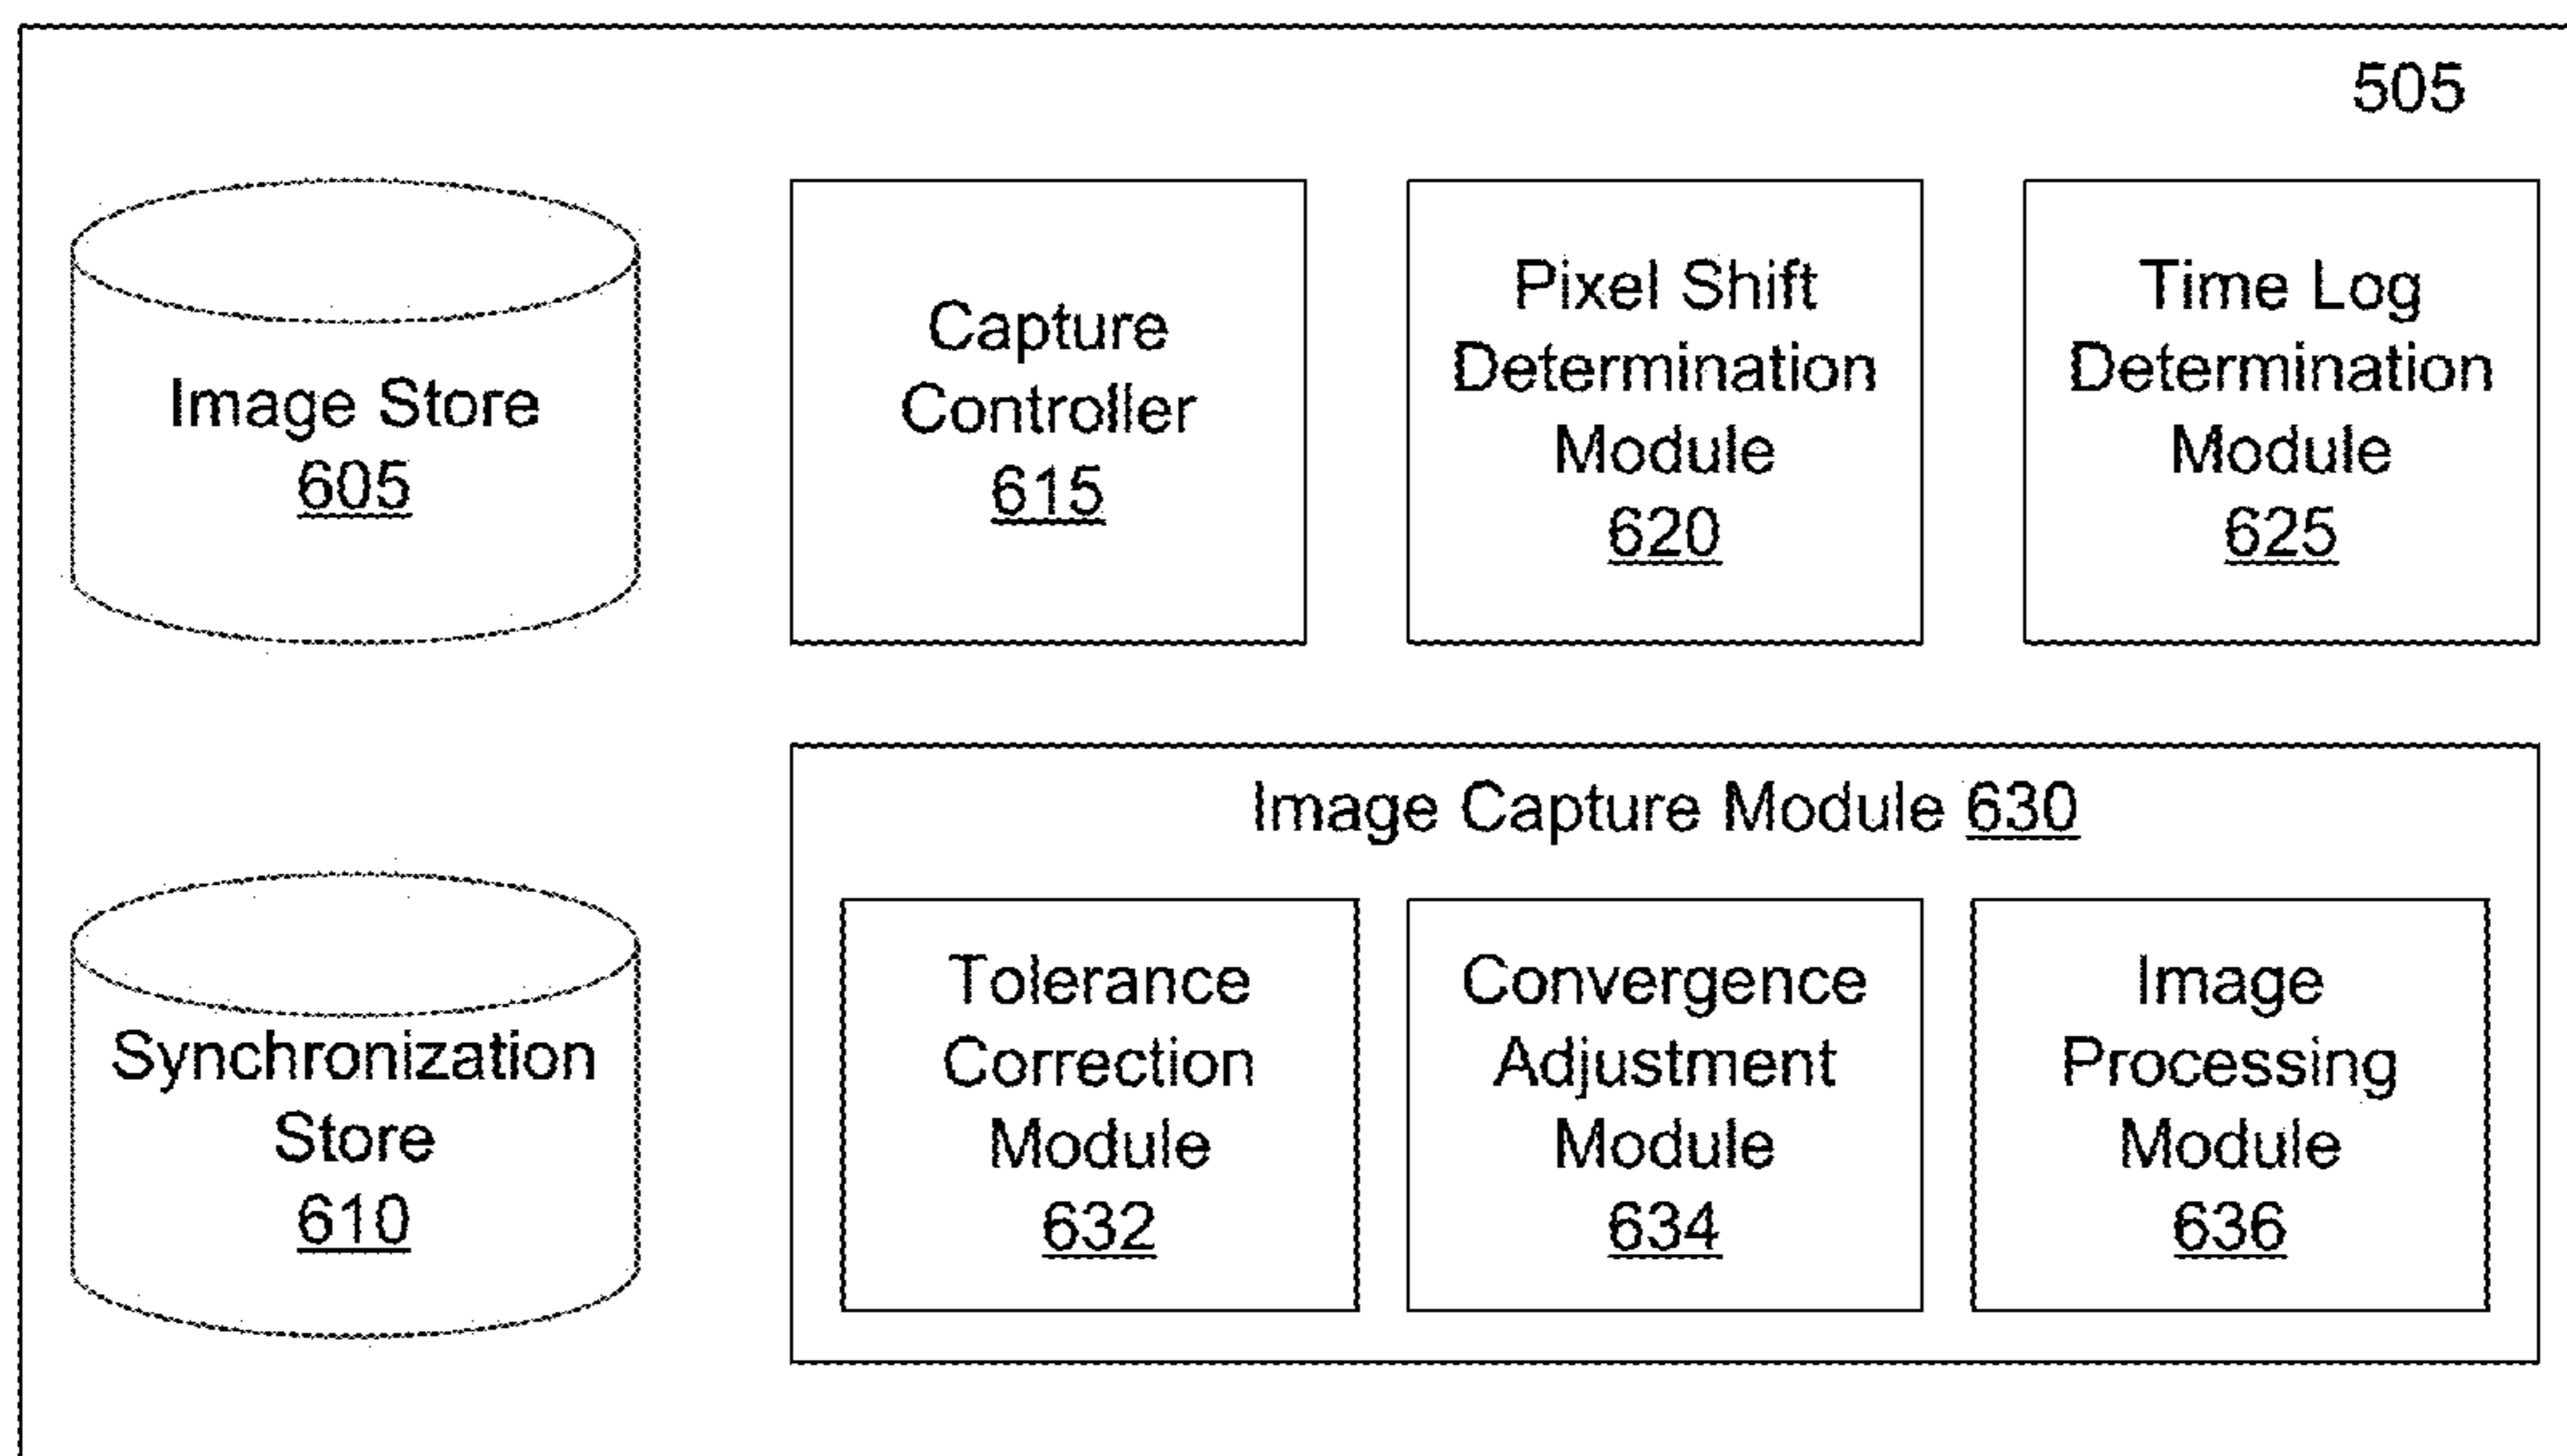 505
Image Store
605
Capture
Controller
615
Pixel Shift
Determination
Module
620
Time Log
Determination
Module
625
Synchronization
Store
610
Image Capture Module 630
Tolerance
Correction
Module
632
Convergence
Adjustment
Module
634
Image
Processing
Module
636